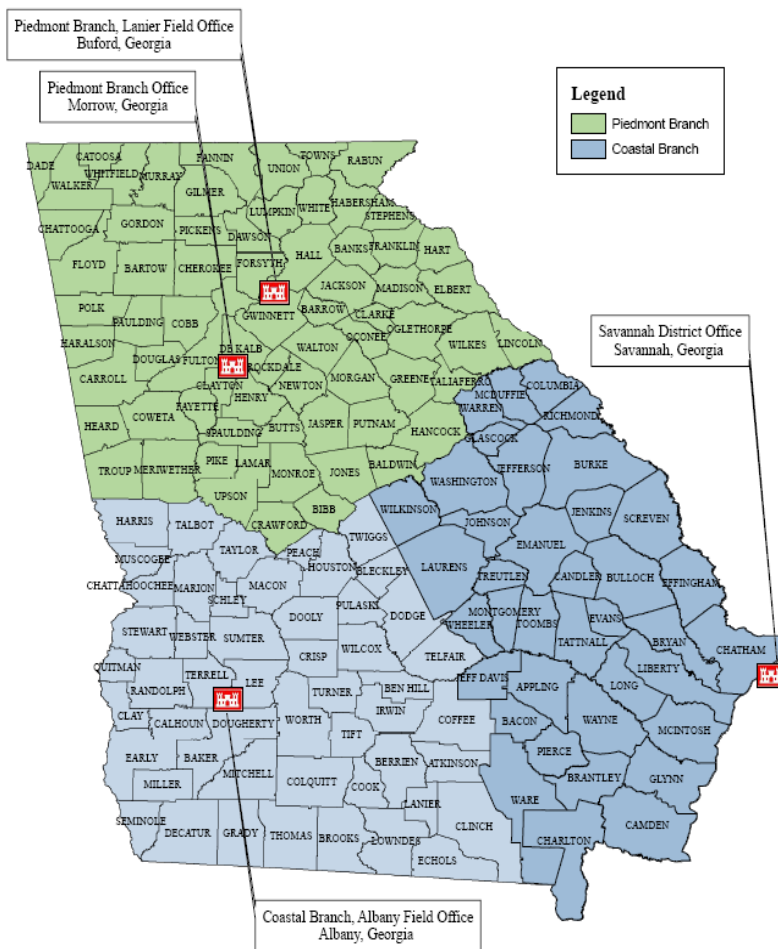 Piedmont Branch, Lanier Field Office
Buford, Georgia
Piedmont Branch Office
Morrow, Georgia
Legend
Piedmont Branch
Coastal Branch
DADE
CATOOSA
WALKER
WHITFIELD
MURRAY
FANNIN
GILMER
UNION
TOWNS
RABUN
LUMPKIN
WHITE
HABERSHAM
STEPHENS
CHATTOOGA
GORDON
PICKENS
DAWSON
FLOYD
BARTOW
CHEROKEE
FORSYTH
HALL
BANKS
FRANKLIN
HART
JACKSON
MADISON
ELBERT
POLK
PAULDING
COBB
GWINNETT
BARROW
CLARKE
OCONEE
OGLETHORPE
HARALSON
DOUGLAS
FULTON
DE KALB
ROCKDALE
WALTON
WILKES
LINCOLN
CARROLL
CLAYTON
NEWTON
MORGAN
GREENE
TALIAFERRO
FAYETTE
HENRY
HEARD
COWETA
SPAULDING
BUTTS
JASPER
PUTNAM
HANCOCK
TROUP
MERIWETHER
PIKE
LAMAR
MONROE
JONES
BALDWIN
UPSON
CRAWFORD
BIBB
Savannah District Office
Savannah, Georgia
COLUMBIA
MCDUFFIE
WARREN
RICHMOND
GLASCOCK
JEFFERSON
BURKE
WASHINGTON
WILKINSON
JOHNSON
JENKINS
SCREVEN
EMANUEL
LAURENS
TREUTLEN
CANDLER
BULLOCH
EFFINGHAM
MONTGOMERY
WHEELER
TOOMBS
EVANS
TATTNALL
BRYAN
CHATHAM
LIBERTY
LONG
JEFF DAVIS
APPLING
BACON
WAYNE
MCINTOSH
PIERCE
BRANTLEY
GLYNN
WARE
CAMDEN
CHARLTON
HARRIS
TALBOT
TAYLOR
PEACH
HOUSTON
TWIGGS
BLECKLEY
MUSCOGEE
CHATTAHOOCHEE
MARION
SCHLEY
MACON
DOOLY
PULASKI
DODGE
STEWART
WEBSTER
SUMTER
CRISP
WILCOX
TELFAIR
QUITMAN
RANDOLPH
TERRELL
LEE
TURNER
BEN HILL
IRWIN
CLAY
CALHOUN
DOUGHERTY
WORTH
TIFT
COFFEE
EARLY
BAKER
MITCHELL
COLQUITT
COOK
BERRIEN
ATKINSON
MILLER
LANIER
SEMINOLE
DECATUR
GRADY
THOMAS
BROOKS
LOWNDES
CLINCH
ECHOLS
Coastal Branch, Albany Field Office
Albany, Georgia